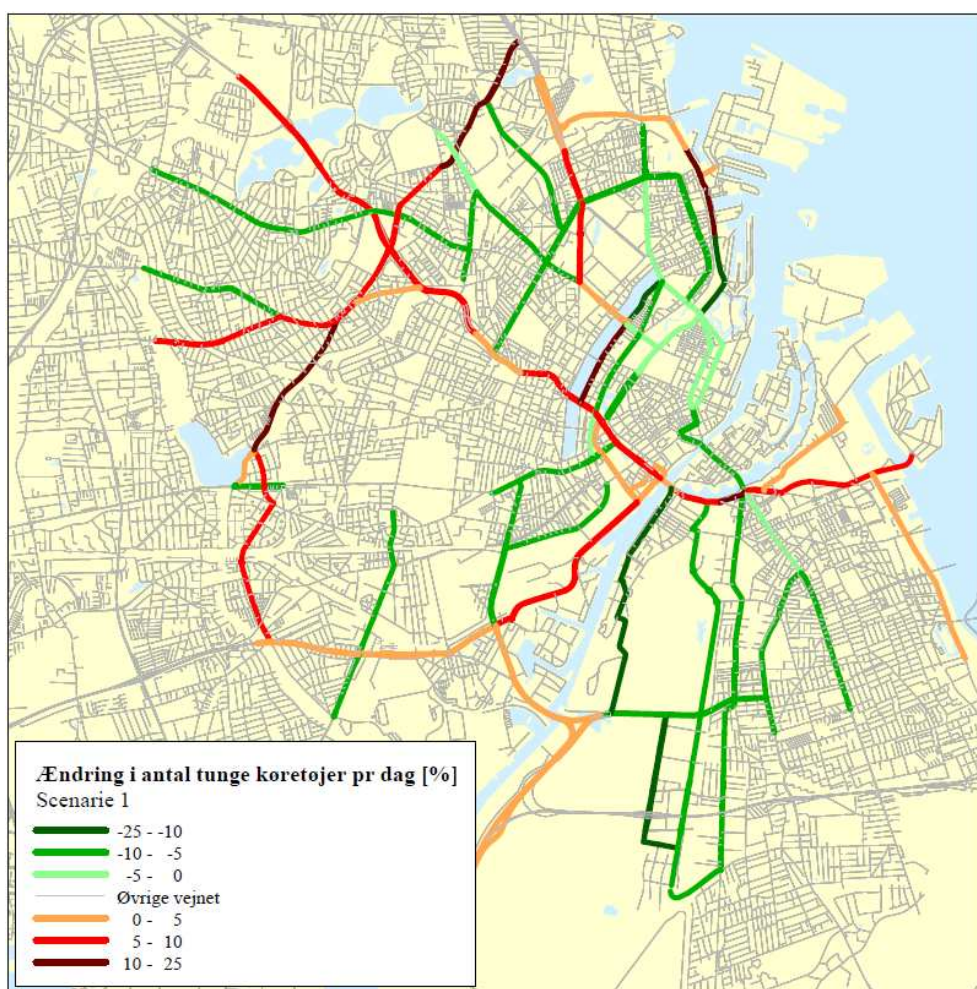 Ændring i antal tunge køretøjer pr dag [%]
Scenarie 1
-25 - -10
-10 - -5
-5 - 0
Øvrige vejnet
0 - 5
5 - 10
10 - 25